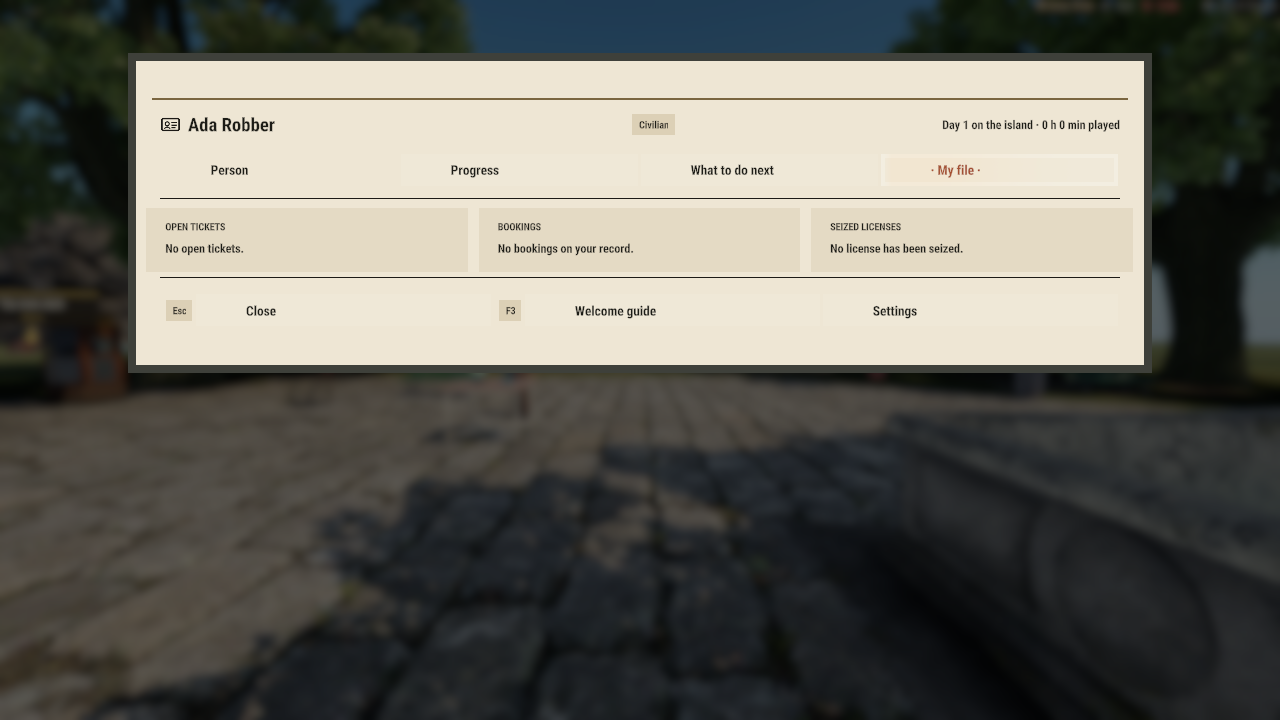 Ada Robber
Civilian
Day 1 on the island · 0 h 0 min played
Person
Progress
What to do next
· My file ·
OPEN TICKETS
No open tickets.
BOOKINGS
No bookings on your record.
SEIZED LICENSES
No license has been seized.
Esc
Close
F3
Welcome guide
Settings